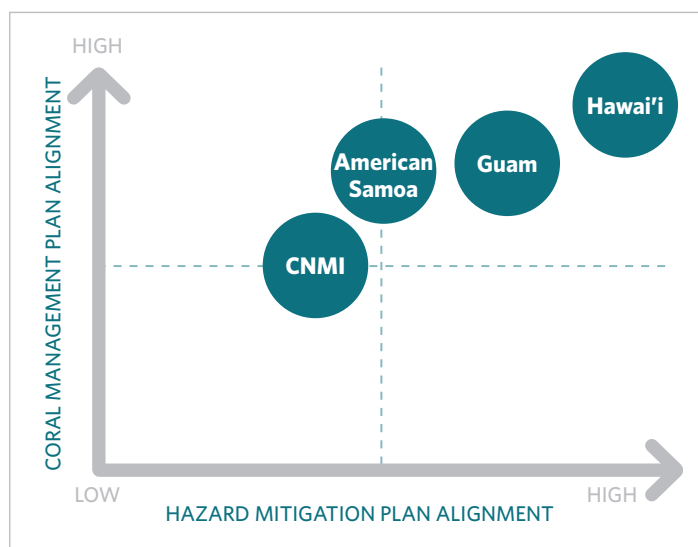 HIGH
CORAL MANAGEMENT PLAN ALIGNMENT
Hawai'i
American
Samoa
Guam
CNMI
LOW
HIGH
HAZARD MITIGATION PLAN ALIGNMENT